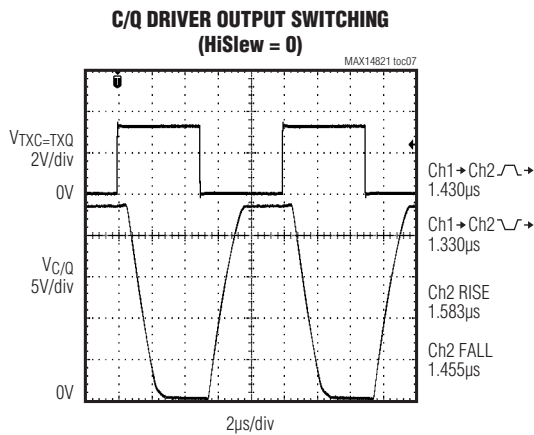 C/Q DRIVER OUTPUT SWITCHING
(HiSlew = 0)
MAX14821 toc07
T
VTXC=TXQ
2V/div
0V
VC/Q
5V/div
0V
2µs/div
Ch1→Ch2
1.430µs
Ch1→Ch2
1.330µs
Ch2 RISE
1.583µs
Ch2 FALL
1.455µs